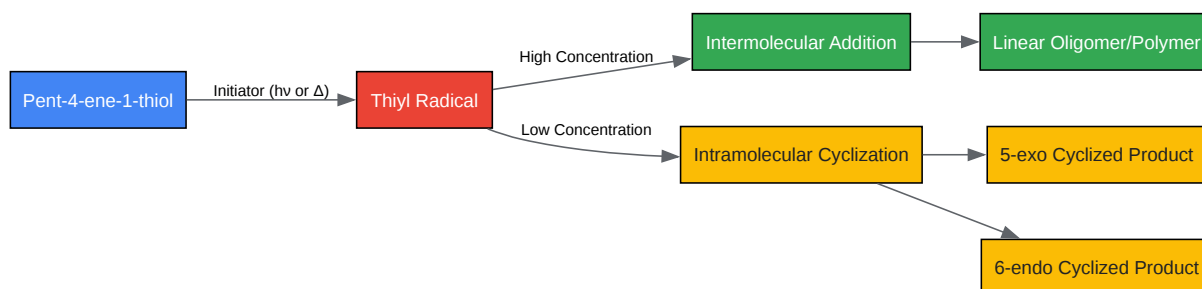 Pent-4-ene-1-thiol
Initiator (hν or Δ)
Thiyl Radical
High Concentration
Low Concentration
Intermolecular Addition
Linear Oligomer/Polymer
Intramolecular Cyclization
5-exo Cyclized Product
6-endo Cyclized Product